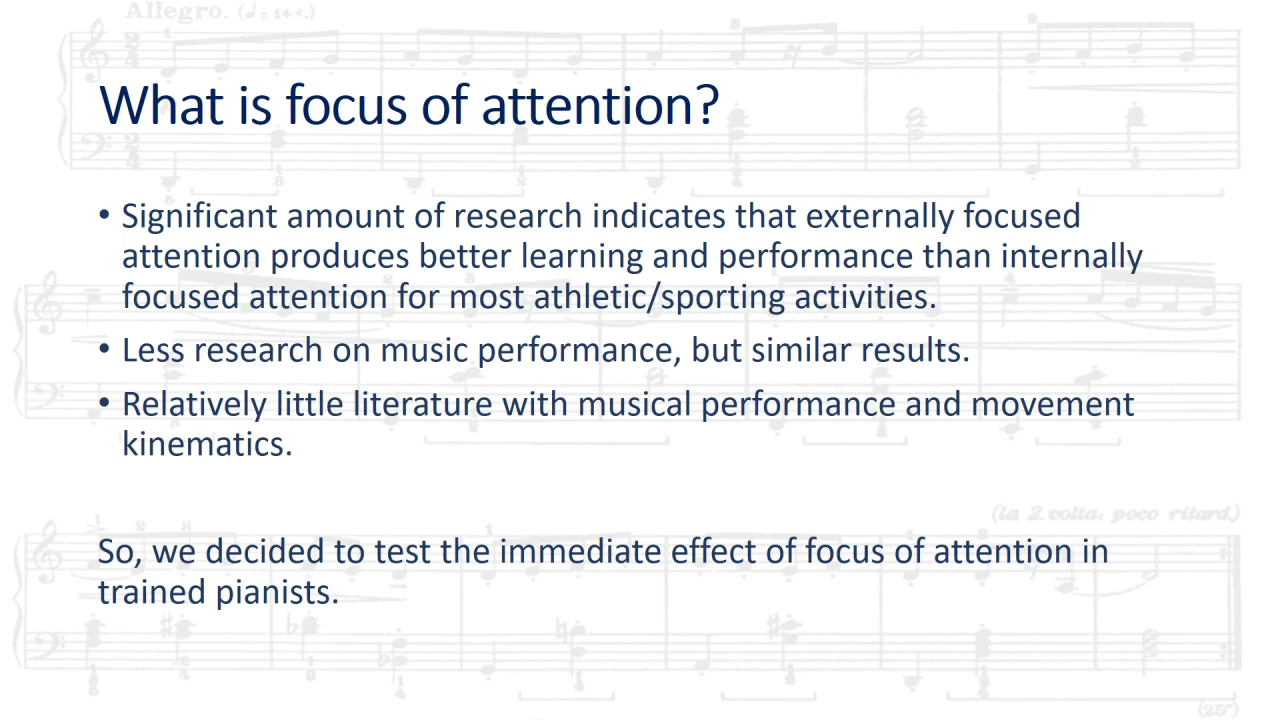 Allegro. (♩ = 144.)
What is focus of attention?
• Significant amount of research indicates that externally focused
attention produces better learning and performance than internally
focused attention for most athletic/sporting activities.
• Less research on music performance, but similar results.
• Relatively little literature with musical performance and movement
kinematics.
(la 2. volta: poco ritard.)
So, we decided to test the immediate effect of focus of attention in
trained pianists.
(25")